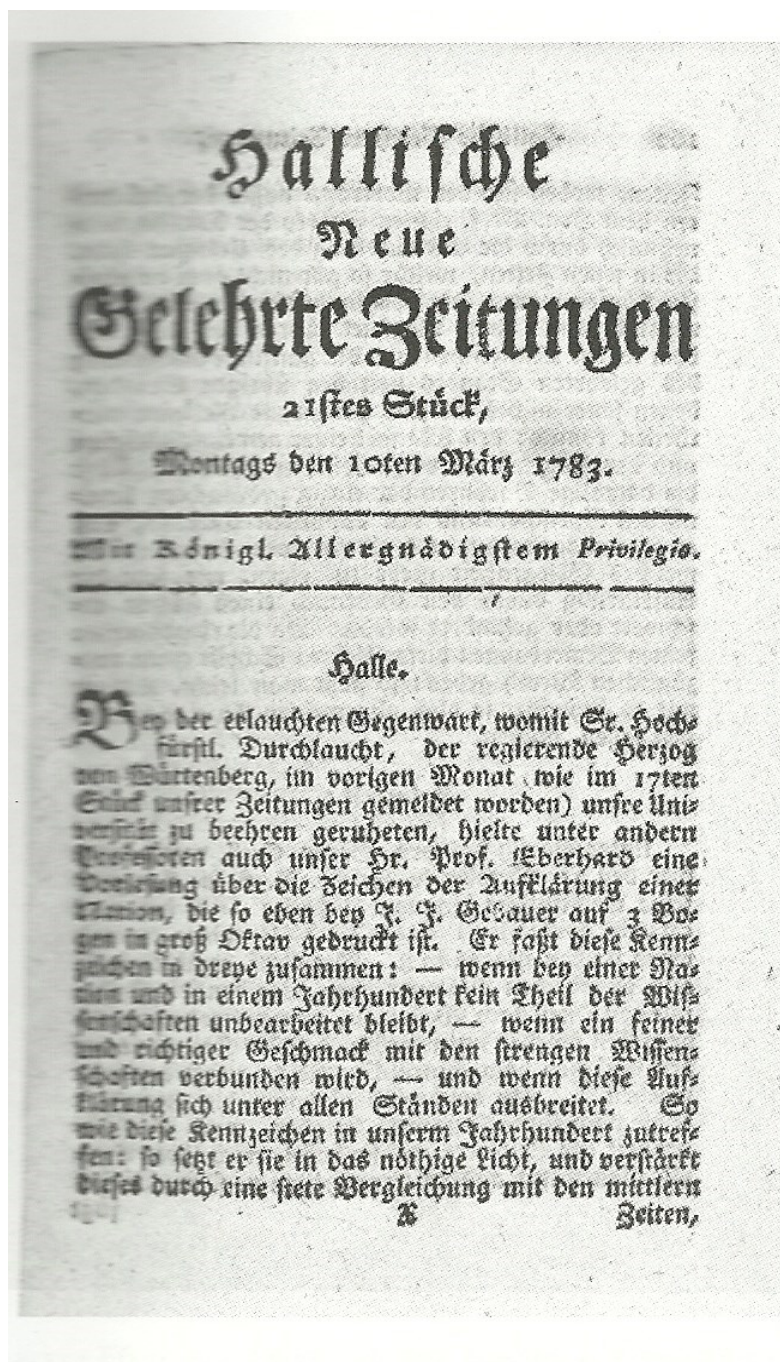 Hallische
Neue
Gelehrte Zeitungen
21stes Stück,
Montags den 10ten März 1783.
Mit Königl. Allergnädigstem Privilegio.
Halle.
Bey der erlauchten Gegenwart, womit Sr. Hoch-
fürstl. Durchlaucht, der regierende Herzog
von Würtenberg, im vorigen Monat wie im 17ten
Stück unsrer Zeitungen gemeldet worden) unsre Uni-
versität zu beehren geruheten, hielte unter andern
Professoren auch unser Hr. Prof. Eberhard eine
Vorlesung über die Zeichen der Aufklärung einer
Nation, die so eben bey J. J. Gebauer auf 3 Bo-
gen in groß Oktav gedruckt ist. Er faßt diese Kenn-
zeichen in dreye zusammen: — wenn bey einer Na-
tion und in einem Jahrhundert kein Theil der Wis-
senschaften unbearbeitet bleibt, — wenn ein feiner
und richtiger Geschmack mit den strengen Wissen-
schaften verbunden wird, — und wenn diese Auf-
klärung sich unter allen Ständen ausbreitet. So
wie diese Kennzeichen in unserm Jahrhundert zutref-
fen: so setzt er sie in das nöthige Licht, und verstärkt
dieses durch eine stete Vergleichung mit den mittlern
X Zeiten,